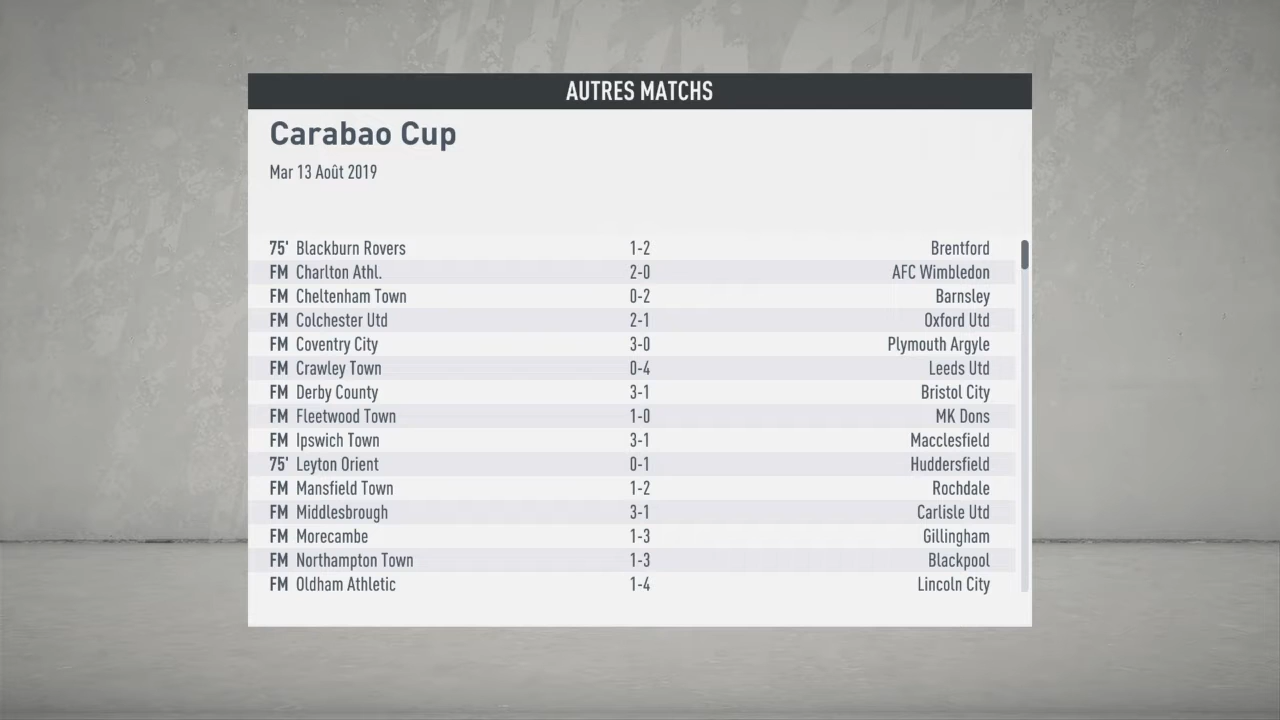 AUTRES MATCHS
Carabao Cup
Mar 13 Août 2019
75' Blackburn Rovers 1-2 Brentford
FM Charlton Athl. 2-0 AFC Wimbledon
FM Cheltenham Town 0-2 Barnsley
FM Colchester Utd 2-1 Oxford Utd
FM Coventry City 3-0 Plymouth Argyle
FM Crawley Town 0-4 Leeds Utd
FM Derby County 3-1 Bristol City
FM Fleetwood Town 1-0 MK Dons
FM Ipswich Town 3-1 Macclesfield
75' Leyton Orient 0-1 Huddersfield
FM Mansfield Town 1-2 Rochdale
FM Middlesbrough 3-1 Carlisle Utd
FM Morecambe 1-3 Gillingham
FM Northampton Town 1-3 Blackpool
FM Oldham Athletic 1-4 Lincoln City